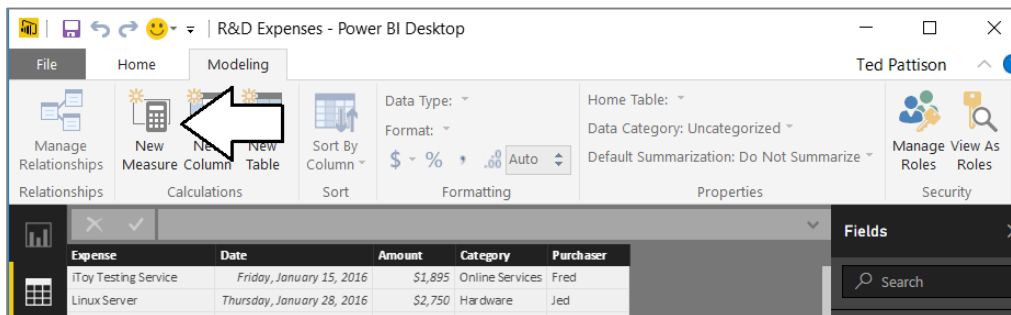 R&D Expenses - Power BI Desktop
File Home Modeling Ted Pattison
Manage Relationships
New Measure
New Column
New Table
Sort By Column
Data Type:
Format:
$ % , .00 Auto
Home Table:
Data Category: Uncategorized
Default Summarization: Do Not Summarize
Manage Roles
View As Roles
Relationships Calculations Sort Formatting Properties Security
Fields
Search
Expense Date Amount Category Purchaser
iToy Testing Service Friday, January 15, 2016 $1,895 Online Services Fred
Linux Server Thursday, January 28, 2016 $2,750 Hardware Jed